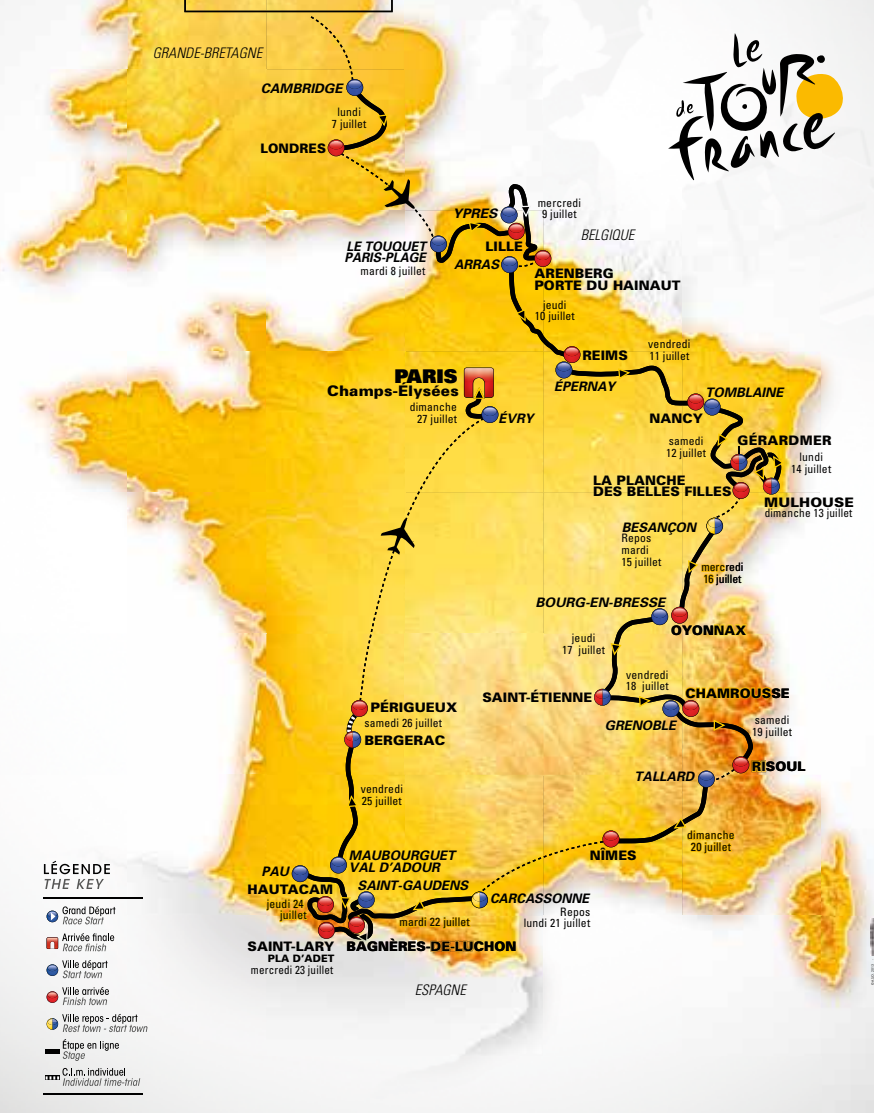 Le
TOUR
de
france
GRANDE-BRETAGNE
CAMBRIDGE
lundi
7 juillet
LONDRES
mercredi
9 juillet
YPRES
BELGIQUE
LILLE
LE TOUQUET
PARIS-PLAGE
mardi 8 juillet
ARRAS
ARENBERG
PORTE DU HAINAUT
jeudi
10 juillet
REIMS
vendredi
11 juillet
ÉPERNAY
PARIS
Champs-Élysées
dimanche
27 juillet
ÉVRY
TOMBLAINE
NANCY
samedi
12 juillet
GÉRARDMER
lundi
14 juillet
LA PLANCHE
DES BELLES FILLES
MULHOUSE
dimanche 13 juillet
BESANÇON
Repos
mardi
15 juillet
mercredi
16 juillet
BOURG-EN-BRESSE
OYONNAX
jeudi
17 juillet
vendredi
18 juillet
SAINT-ÉTIENNE
CHAMROUSSE
GRENOBLE
samedi
19 juillet
RISOUL
TALLARD
PÉRIGUEUX
samedi 26 juillet
BERGERAC
vendredi
25 juillet
dimanche
20 juillet
NÎMES
MAUBOURGUET
VAL D'ADOUR
PAU
HAUTACAM
jeudi 24
juillet
SAINT-GAUDENS
CARCASSONNE
Repos
lundi 21 juillet
mardi 22 juillet
SAINT-LARY
PLA D'ADET
mercredi 23 juillet
BAGNÈRES-DE-LUCHON
ESPAGNE
LÉGENDE
THE KEY
Grand Départ
Race Start
Arrivée finale
Race finish
Ville départ
Start town
Ville arrivée
Finish town
Ville repos - départ
Rest town - start town
Étape en ligne
Stage
C.l.m. individuel
Individual time-trial